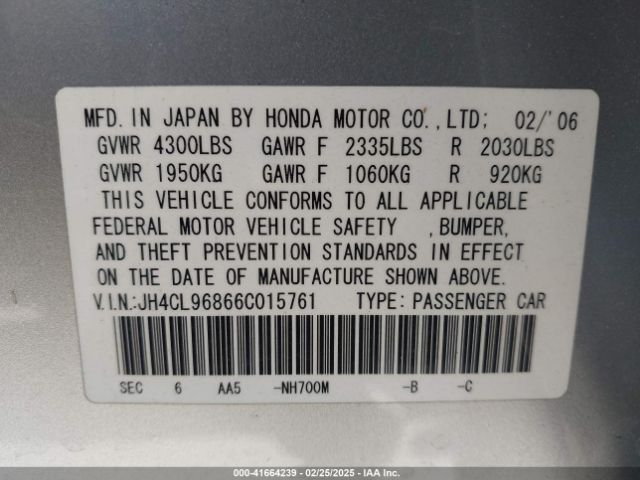 MFD. IN JAPAN BY HONDA MOTOR CO.,LTD; 02/'06
GVWR 4300LBS GAWR F 2335LBS R 2030LBS
GVWR 1950KG GAWR F 1060KG R 920KG
THIS VEHICLE CONFORMS TO ALL APPLICABLE
FEDERAL MOTOR VEHICLE SAFETY ,BUMPER,
AND THEFT PREVENTION STANDARDS IN EFFECT
ON THE DATE OF MANUFACTURE SHOWN ABOVE.
V.I.N.:JH4CL96866C015761 TYPE: PASSENGER CAR
SEC 6 AA5 -NH700M -B -C
000-41664239 - 02/25/2025 - IAA Inc.